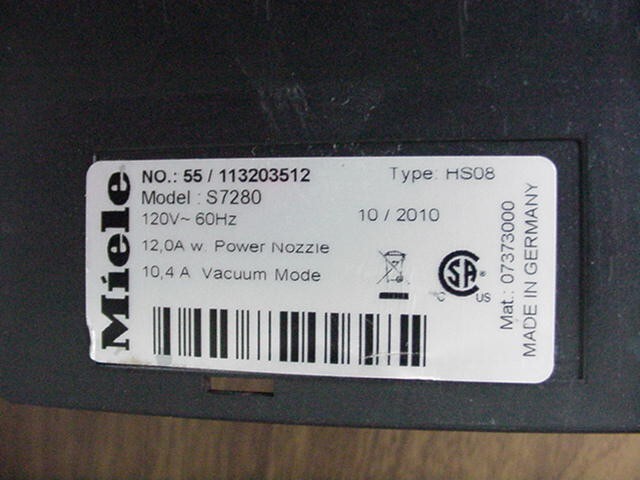 Miele
NO.: 55 / 113203512
Type: HS08
Model : S7280
120V~ 60Hz
10 / 2010
12,0A w. Power Nozzle
10,4 A Vacuum Mode
CSA ®
C US
Mat.: 07373000
MADE IN GERMANY